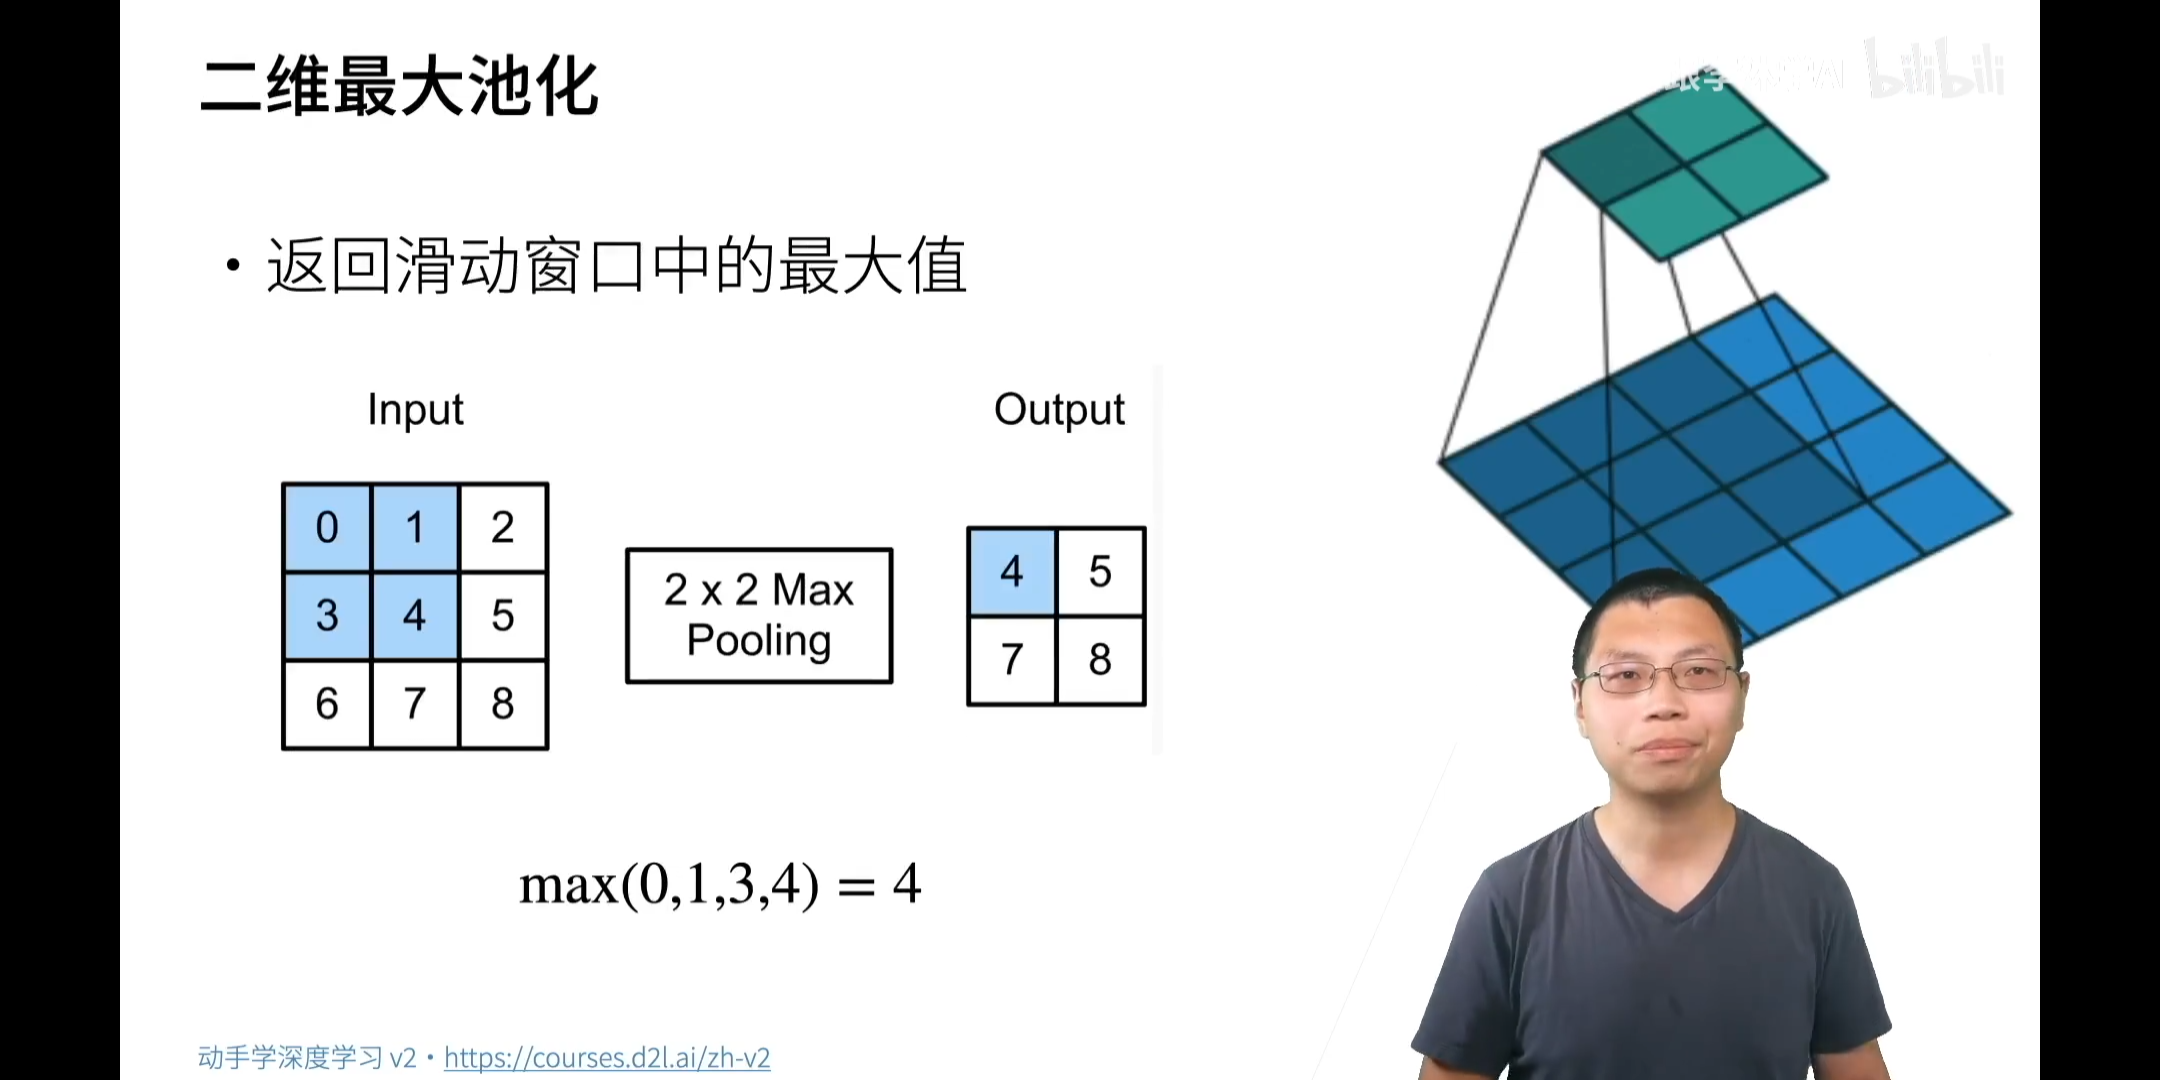 二维最大池化
bilibili
• 返回滑动窗口中的最大值
Input
Output
0 1 2
3 4 5
6 7 8
2 x 2 Max
Pooling
4 5
7 8
max(0,1,3,4) = 4
动手学深度学习 v2 • https://courses.d2l.ai/zh-v2